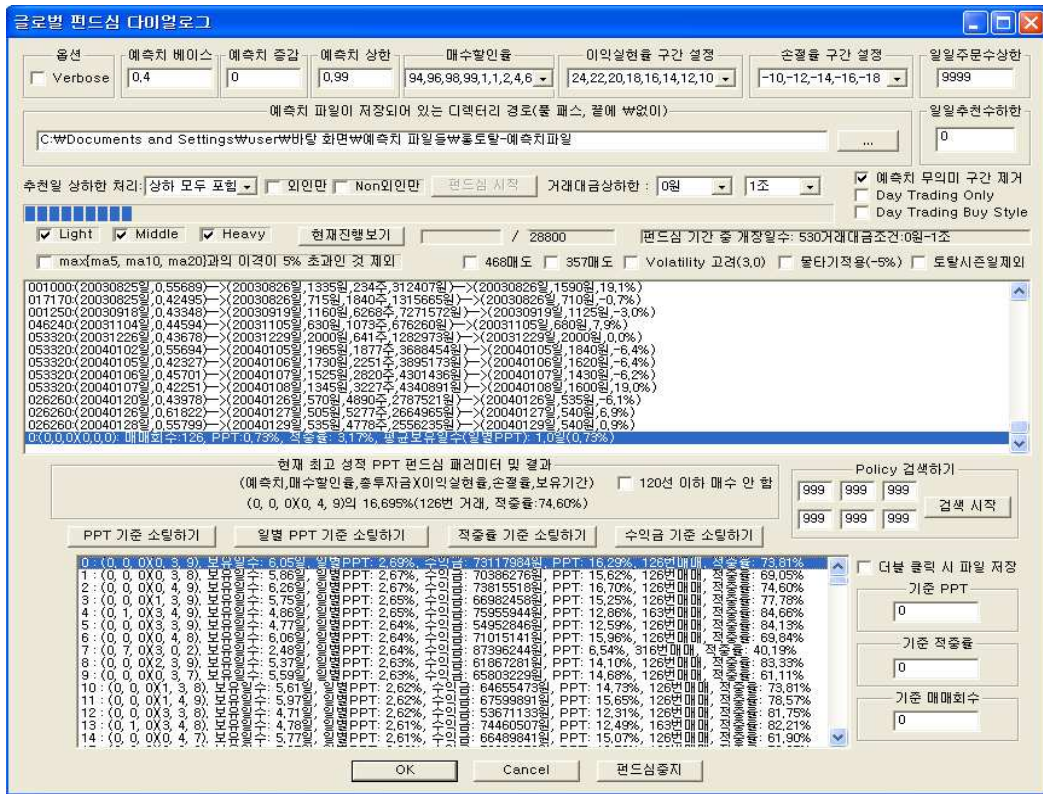 글로벌 펀드심 다이얼로그
옵션 예측치 베이스 예측치 증감 예측치 상한 매수할인율 이익실현율 구간 설정 손절율 구간 설정 일일주문수상한
Verbose 0,4 0 0,99 94,96,98,99,1,1,2,4,6 24,22,20,18,16,14,12,10 -10,-12,-14,-16,-18 9999
예측치 파일이 저장되어 있는 디렉터리 경로(풀 패스, 끝에 ₩없이) 일일추천수하한
C:₩Documents and Settings₩user₩바탕 화면₩예측치 파일들₩홍토탈-예측치파일 ... 0
추천일 상하한 처리: 상하 모두 포함 외인만 Non외인만 펀드심 시작 거래대금상하한 : 0원 1조 예측치 무의미 구간 제거
Day Trading Only
Day Trading Buy Style
Light Middle Heavy 현재진행보기 / 28800 펀드심 기간 중 개장일수: 530거래대금조건:0원-1조
max{ma5, ma10, ma20}과의 이격이 5% 초과인 것 제외 468매도 357매도 Volatility 고려(3,0) 물타기적용(-5%) 토탈시즌일제외
001000:(20030825일,0,55689)—>(20030826일,1335원,234주,312407원)—>(20030826일,1590원,19,1%)
017170:(20030825일,0,42495)—>(20030826일,715원,1840주,1315665원)—>(20030826일,710원,-0,7%)
001250:(20030918일,0,43348)—>(20030919일,1160원,6268주,7271572원)—>(20030919일,1125원,-3,0%)
046240:(20031104일,0,44594)—>(20031105일,630원,1073주,676260원)—>(20031105일,680원,7,9%)
053320:(20031226일,0,43678)—>(20031229일,2000원,641주,1282973원)—>(20031229일,2000원,0,0%)
053320:(20040102일,0,55694)—>(20040105일,1965원,1877주,3688454원)—>(20040105일,1840원,-6,4%)
053320:(20040105일,0,42327)—>(20040106일,1730원,2251주,3895173원)—>(20040106일,1620원,-6,4%)
053320:(20040106일,0,45701)—>(20040107일,1525원,2820주,4301436원)—>(20040107일,1430원,-6,2%)
053320:(20040107일,0,42251)—>(20040108일,1345원,3227주,4340891원)—>(20040108일,1600원,19,0%)
026260:(20040120일,0,43978)—>(20040126일,570원,4890주,2787521원)—>(20040126일,535원,-6,1%)
026260:(20040126일,0,61822)—>(20040127일,505원,5277주,2664965원)—>(20040127일,540원,6,9%)
026260:(20040128일,0,55799)—>(20040129일,535원,4778주,2556235원)—>(20040129일,540원,0,9%)
0:(0,0,0)(0,0,0): 매매회수:126, PPT:0,73%, 적중률: 3,17%, 평균보유일수(일별PPT): 1,0일(0,73%)
현재 최고 성적 PPT 펀드심 패러미터 및 결과
(예측치,매수할인율,총투자금)(이익실현율,손절율,보유기간) 120선 이하 매수 안 함
(0, 0, 0)(0, 4, 9)의 16,695%(126번 거래, 적중률:74,60%)
Policy 검색하기
999 999 999 검색 시작
999 999 999
PPT 기준 소팅하기 일별 PPT 기준 소팅하기 적중률 기준 소팅하기 수익금 기준 소팅하기
0 : (0, 0, 0)(0, 3, 9), 보유일수: 6,05일, 일별PPT: 2,69%, 수익금: 73117984원, PPT: 16,29%, 126번매매, 적중률: 73,81%
1 : (0, 0, 0)(0, 3, 8), 보유일수: 5,86일, 일별PPT: 2,67%, 수익금: 70386276원, PPT: 15,62%, 126번매매, 적중률: 69,05%
2 : (0, 0, 0)(0, 4, 9), 보유일수: 6,26일, 일별PPT: 2,67%, 수익금: 73815518원, PPT: 16,70%, 126번매매, 적중률: 74,60%
3 : (0, 0, 0)(1, 3, 9), 보유일수: 5,75일, 일별PPT: 2,65%, 수익금: 66982458원, PPT: 15,25%, 126번매매, 적중률: 77,78%
4 : (0, 1, 0)(3, 4, 9), 보유일수: 4,86일, 일별PPT: 2,65%, 수익금: 75955944원, PPT: 12,86%, 163번매매, 적중률: 84,66%
5 : (0, 0, 0)(3, 3, 9), 보유일수: 4,77일, 일별PPT: 2,64%, 수익금: 54952846원, PPT: 12,59%, 126번매매, 적중률: 84,13%
6 : (0, 0, 0)(0, 4, 8), 보유일수: 6,06일, 일별PPT: 2,64%, 수익금: 71015141원, PPT: 15,96%, 126번매매, 적중률: 69,84%
7 : (0, 7, 0)(3, 0, 2), 보유일수: 2,48일, 일별PPT: 2,64%, 수익금: 87396244원, PPT: 6,54%, 316번매매, 적중률: 40,19%
8 : (0, 0, 0)(2, 3, 9), 보유일수: 5,37일, 일별PPT: 2,63%, 수익금: 61867281원, PPT: 14,10%, 126번매매, 적중률: 83,33%
9 : (0, 0, 0)(0, 3, 7), 보유일수: 5,59일, 일별PPT: 2,63%, 수익금: 65803229원, PPT: 14,68%, 126번매매, 적중률: 61,11%
10 : (0, 0, 0)(1, 3, 8), 보유일수: 5,61일, 일별PPT: 2,62%, 수익금: 64655473원, PPT: 14,73%, 126번매매, 적중률: 73,81%
11 : (0, 0, 0)(1, 4, 9), 보유일수: 5,97일, 일별PPT: 2,62%, 수익금: 67599891원, PPT: 15,65%, 126번매매, 적중률: 78,57%
12 : (0, 0, 0)(3, 3, 8), 보유일수: 4,71일, 일별PPT: 2,62%, 수익금: 53671133원, PPT: 12,31%, 126번매매, 적중률: 81,75%
13 : (0, 1, 0)(3, 4, 8), 보유일수: 4,78일, 일별PPT: 2,61%, 수익금: 74460507원, PPT: 12,49%, 163번매매, 적중률: 82,21%
14 : (0, 0, 0)(0, 4, 7), 보유일수: 5,77일, 일별PPT: 2,61%, 수익금: 66489841원, PPT: 15,07%, 126번매매, 적중률: 61,90%
더블 클릭 시 파일 저장
기준 PPT
0
기준 적중률
0
기준 매매회수
0
OK Cancel 펀드심중지